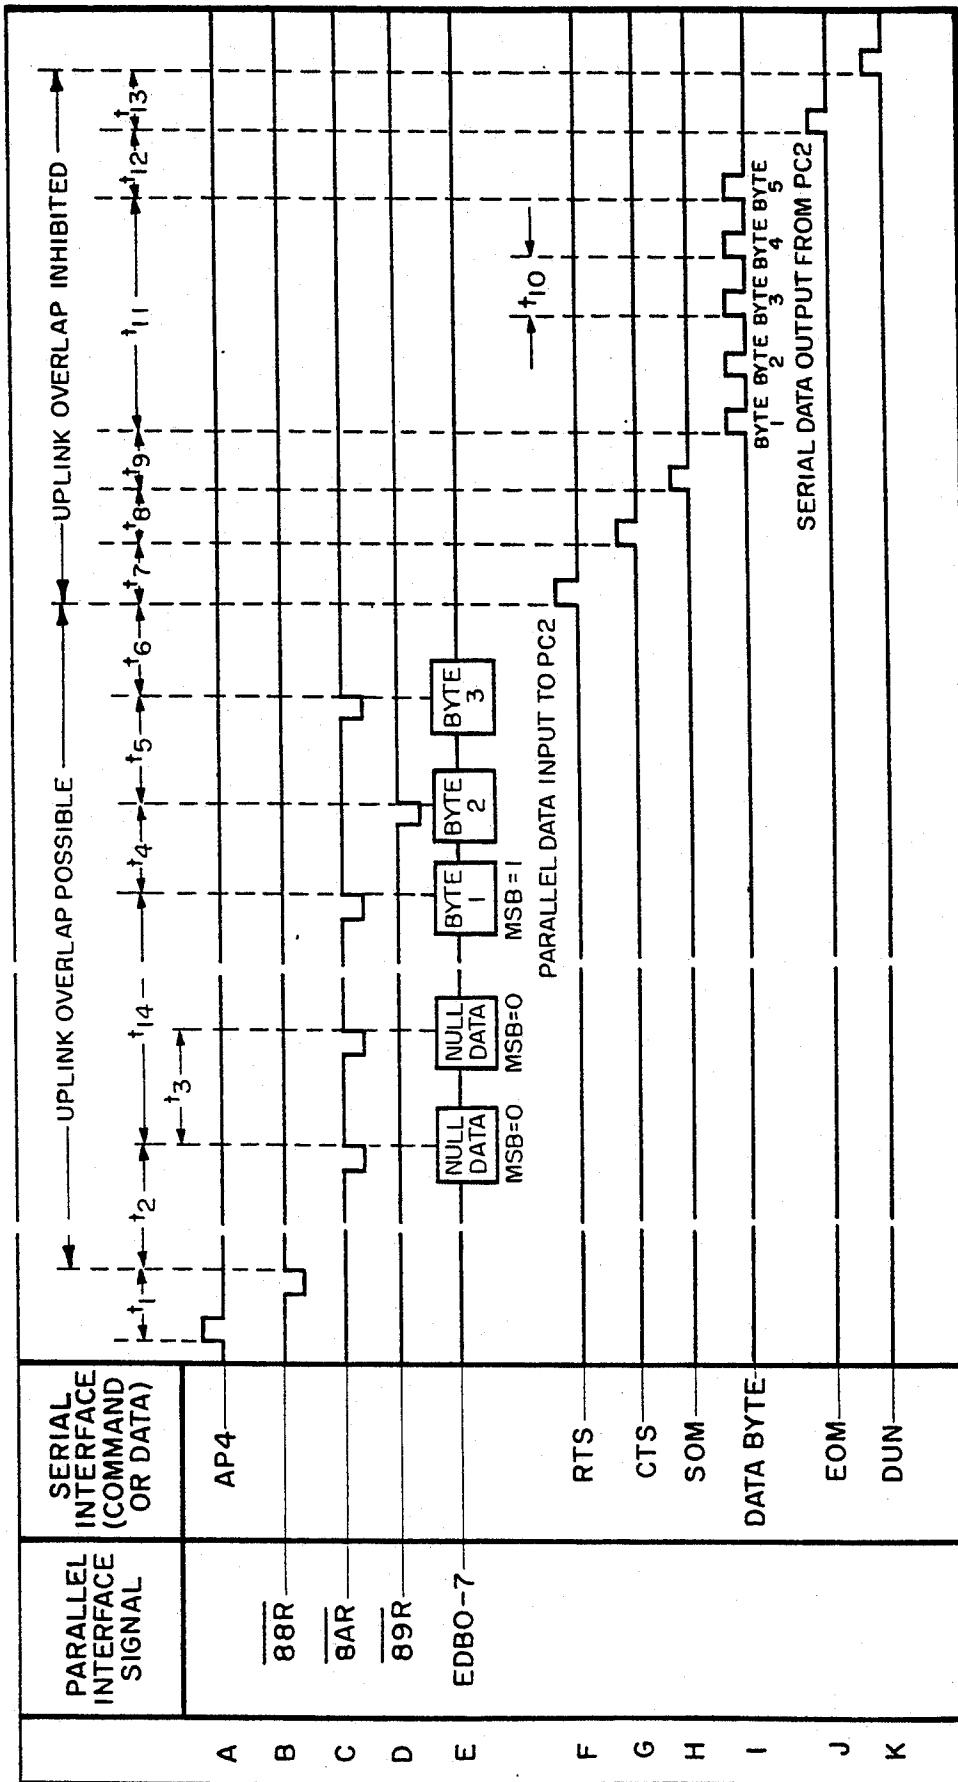 PARALLEL
INTERFACE
SIGNAL
SERIAL
INTERFACE
(COMMAND
OR DATA)
UPLINK OVERLAP POSSIBLE
UPLINK OVERLAP INHIBITED
t1
t2
t14
t4
t5
t6
t7
t8
t9
t11
t12
t13
t3
A
AP4
B
88R
C
8AR
D
89R
E
EDBO-7
NULL
DATA
MSB=0
NULL
DATA
MSB=0
BYTE
1
MSB=1
BYTE
2
BYTE
3
t10
PARALLEL DATA INPUT TO PC2
F
RTS
G
CTS
H
SOM
I
DATA BYTE
BYTE BYTE BYTE BYTE BYTE
1 2 3 4 5
SERIAL DATA OUTPUT FROM PC2
J
EOM
K
DUN